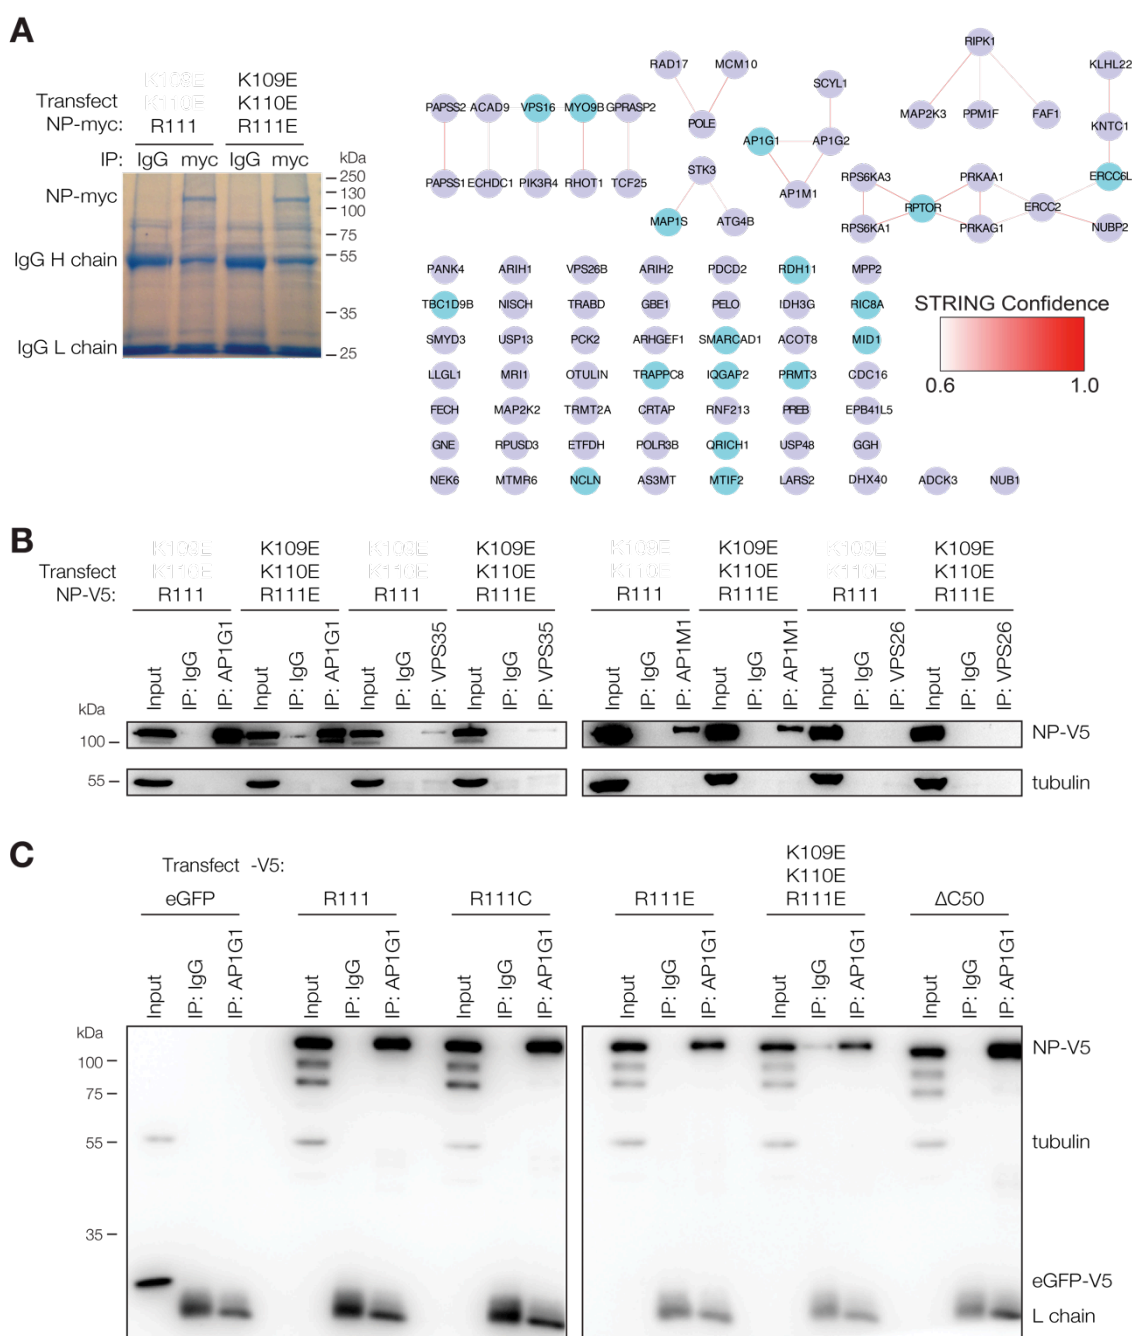 A
K109E K109E
Transfect K110E K110E
NP-myc: R111 R111E
IP: IgG myc IgG myc
kDa
NP-myc
IgG H chain
IgG L chain
250
130
100
75
55
35
25
RAD17 MCM10
POLE
SCYL1
AP1G1 AP1G2
AP1M1
RIPK1
MAP2K3 PPM1F FAF1
KLHL22
KNTC1
ERCC6L
PAPSS2 ACAD9 VPS16 MYO9B GPRASP2
PAPSS1 ECHDC1 PIK3R4 RHOT1 TCF25
STK3
MAP1S ATG4B
RPS6KA3 PRKAA1
RPTOR ERCC2
RPS6KA1 PRKAG1 NUBP2
PANK4 ARIH1 VPS26B ARIH2 PDCD2 RDH11 MPP2
TBC1D9B NISCH TRABD GBE1 PELO IDH3G RIC8A
SMYD3 USP13 PCK2 ARHGEF1 SMARCAD1 ACOT8 MID1
LLGL1 MRI1 OTULIN TRAPPC8 IQGAP2 PRMT3 CDC16
FECH MAP2K2 TRMT2A CRTAP RNF213 PREB EPB41L5
GNE RPUSD3 ETFDH POLR3B QRICH1 USP48 GGH
NEK6 MTMR6 NCLN AS3MT MTIF2 LARS2 DHX40 ADCK3 NUB1
STRING Confidence
0.6 1.0
B
K109E K109E K109E K109E K109E K109E K109E K109E
Transfect K110E K110E K110E K110E K110E K110E K110E K110E
NP-V5: R111 R111E R111 R111E R111 R111E R111 R111E
Input IP: IgG IP: AP1G1 Input IP: IgG IP: AP1G1 Input IP: IgG IP: VPS35 Input IP: IgG IP: VPS35 Input IP: IgG IP: AP1M1 Input IP: IgG IP: AP1M1 Input IP: IgG IP: VPS26 Input IP: IgG IP: VPS26
kDa
100 NP-V5
55 tubulin
C
Transfect -V5:
K109E
K110E
eGFP R111 R111C R111E R111E ΔC50
Input IP: IgG IP: AP1G1 Input IP: IgG IP: AP1G1 Input IP: IgG IP: AP1G1 Input IP: IgG IP: AP1G1 Input IP: IgG IP: AP1G1 Input IP: IgG IP: AP1G1
kDa
NP-V5
100
75
55 tubulin
35
eGFP-V5
L chain